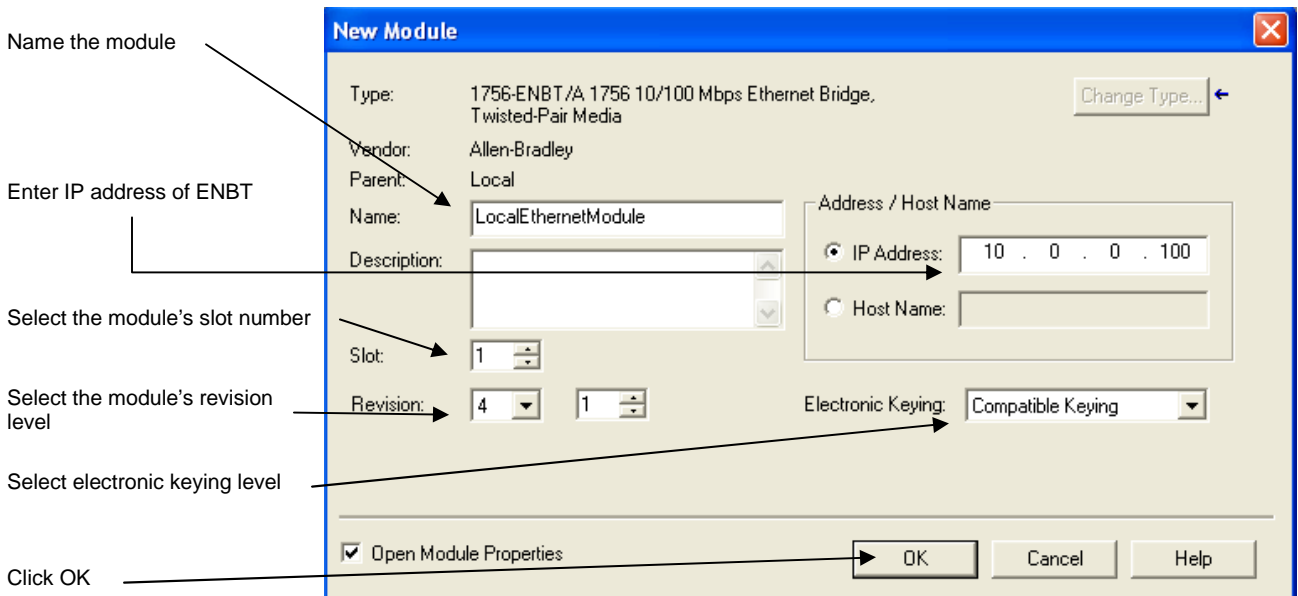 New Module
Name the module
Type: 1756-ENBT/A 1756 10/100 Mbps Ethernet Bridge,
Twisted-Pair Media
Change Type...
Vendor: Allen-Bradley
Parent: Local
Enter IP address of ENBT
Name: LocalEthernetModule
Address / Host Name
IP Address: 10 . 0 . 0 . 100
Description:
Host Name:
Select the module's slot number
Slot: 1
Select the module's revision
level
Revision: 4 1
Electronic Keying: Compatible Keying
Select electronic keying level
Open Module Properties
OK Cancel Help
Click OK